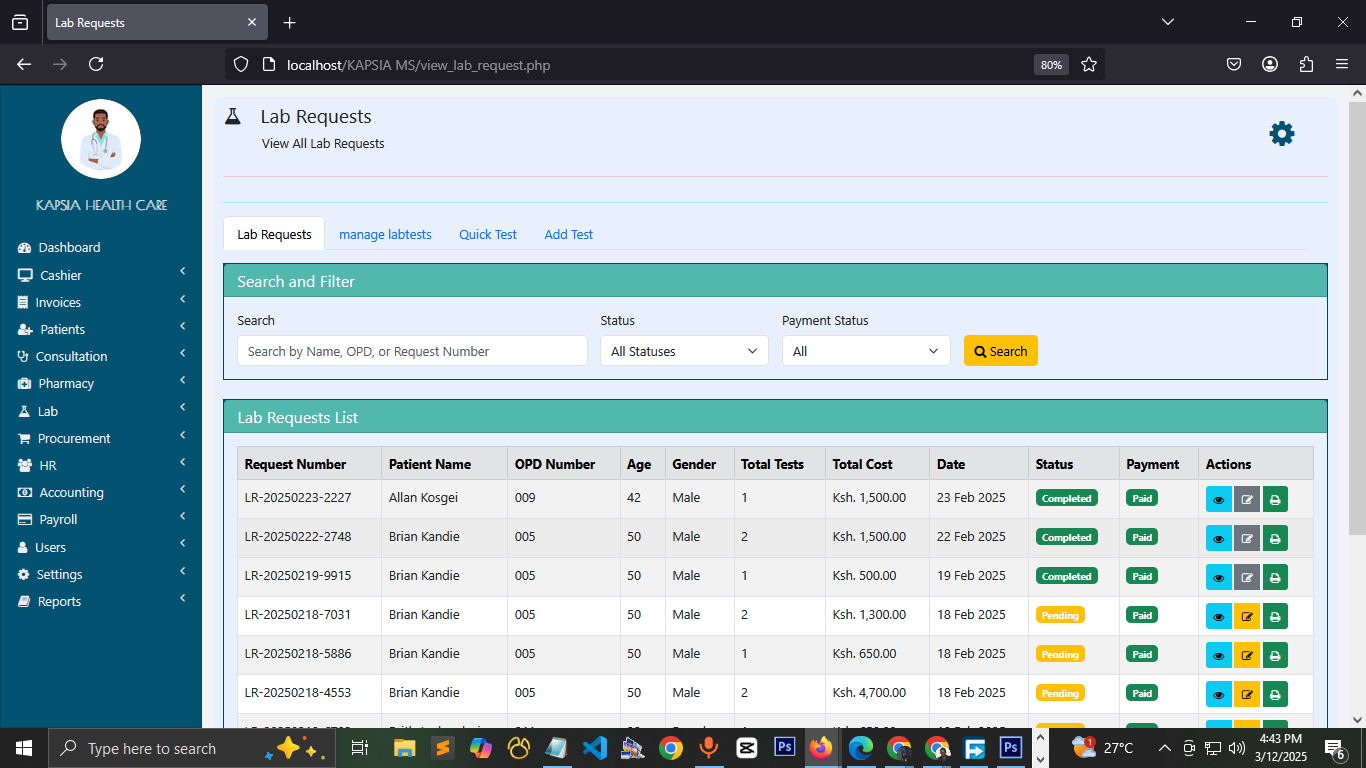 Lab Requests
localhost/KAPSIA MS/view_lab_request.php
80%
KAPSIA HEALTH CARE
Dashboard
Cashier
Invoices
Patients
Consultation
Pharmacy
Lab
Procurement
HR
Accounting
Payroll
Users
Settings
Reports
Lab Requests
View All Lab Requests
Lab Requests manage labtests Quick Test Add Test
Search and Filter
Search Status Payment Status
Search by Name, OPD, or Request Number All Statuses All Search
Lab Requests List
Request Number Patient Name OPD Number Age Gender Total Tests Total Cost Date Status Payment Actions
LR-20250223-2227 Allan Kosgei 009 42 Male 1 Ksh. 1,500.00 23 Feb 2025 Completed Paid
LR-20250222-2748 Brian Kandie 005 50 Male 2 Ksh. 1,500.00 22 Feb 2025 Completed Paid
LR-20250219-9915 Brian Kandie 005 50 Male 1 Ksh. 500.00 19 Feb 2025 Completed Paid
LR-20250218-7031 Brian Kandie 005 50 Male 2 Ksh. 1,300.00 18 Feb 2025 Pending Paid
LR-20250218-5886 Brian Kandie 005 50 Male 1 Ksh. 650.00 18 Feb 2025 Pending Paid
LR-20250218-4553 Brian Kandie 005 50 Male 2 Ksh. 4,700.00 18 Feb 2025 Pending Paid
Type here to search
Ps
Ps
1
27°C
4:43 PM
3/12/2025
6